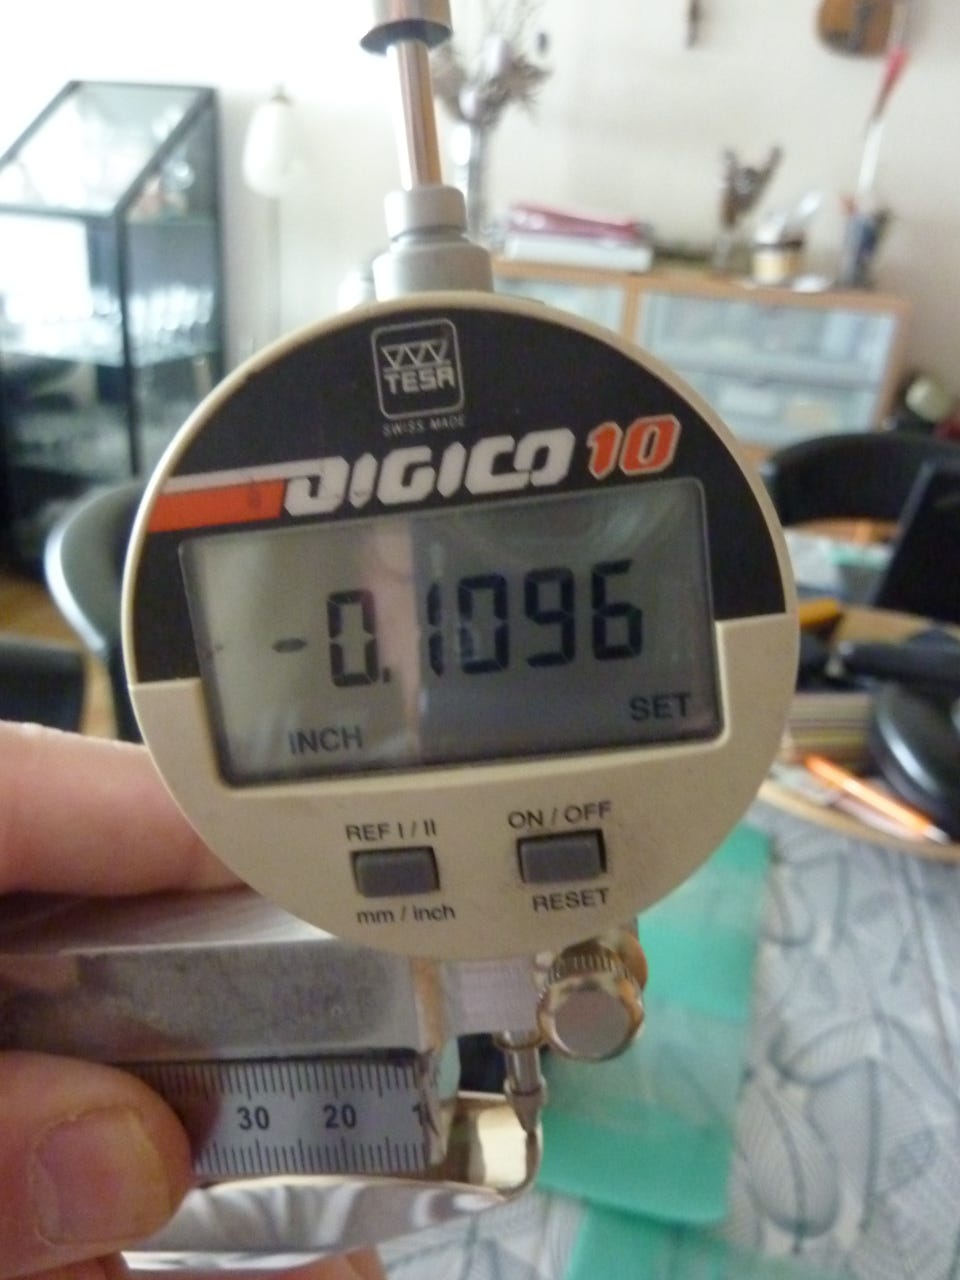 TESA
SWISS MADE
DIGICO 10
-0.1096
INCH SET
REF I / II ON / OFF
mm / inch RESET
30 20